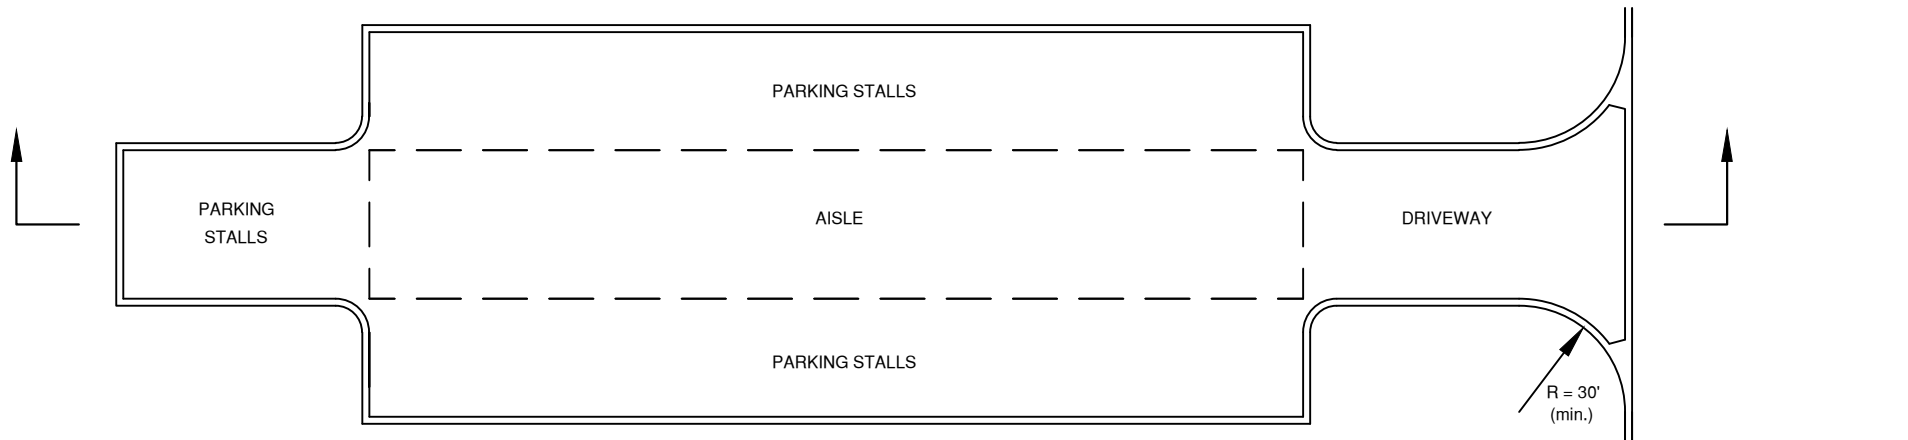 PARKING STALLS
PARKING
STALLS
AISLE
DRIVEWAY
PARKING STALLS
R = 30'
(min.)